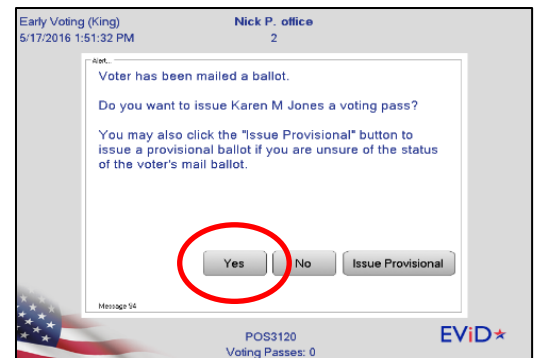 Early Voting (King)
Nick P. office
5/17/2016 1:51:32 PM
2
Alert...
Voter has been mailed a ballot.
Do you want to issue Karen M Jones a voting pass?
You may also click the "Issue Provisional" button to
issue a provisional ballot if you are unsure of the status
of the voter's mail ballot.
Yes
No
Issue Provisional
Message 94
POS3120
EViD
Voting Passes: 0